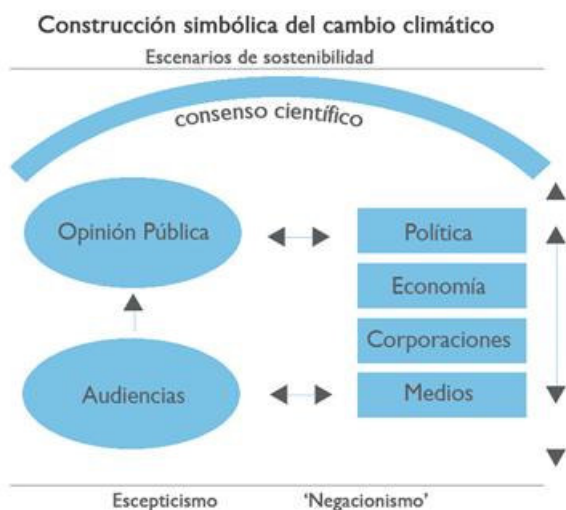 Construcción simbólica del cambio climático
Escenarios de sostenibilidad
consenso científico
Opinión Pública
Política
Economía
Corporaciones
Audiencias
Medios
Escepticismo
'Negacionismo'